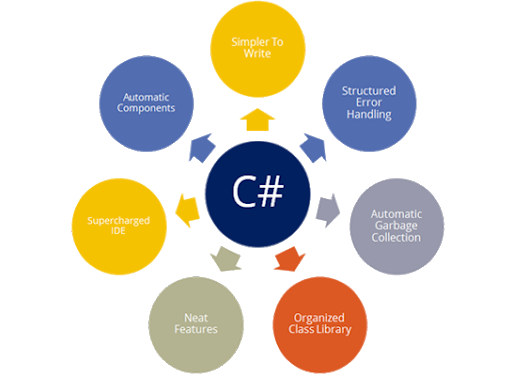 Simpler To
Write
Structured
Error
Handling
Automatic
Garbage
Collection
Organized
Class Library
Neat
Features
Supercharged
IDE
Automatic
Components
C#